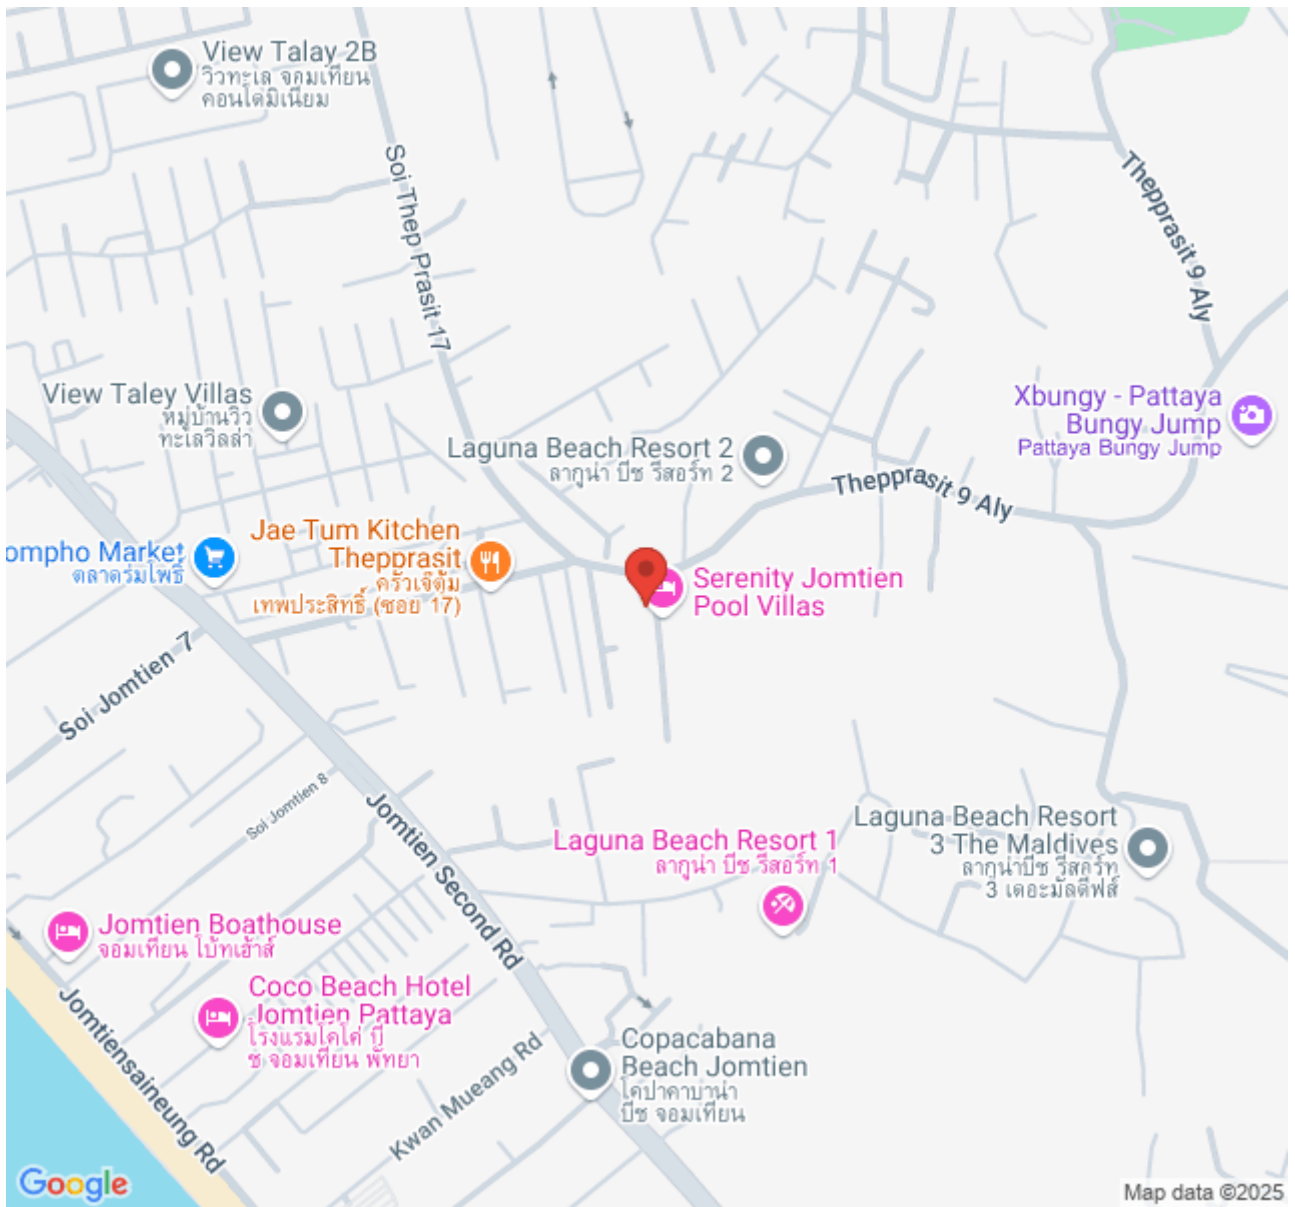 View Talay 2B
วิวทะเล จอมเทียน
คอนโดมิเนียม
Soi Thep Prasit 17
Thepprasit 9 Aly
View Taley Villas
หมู่บ้านวิว
ทะเลวิลล่า
Xbungy - Pattaya
Bungy Jump
Pattaya Bungy Jump
Laguna Beach Resort 2
ลากูน่า บีช รีสอร์ท 2
Thepprasit 9 Aly
ompho Market
ตลาดร่มโพธิ์
Jae Tum Kitchen
Thepprasit
ครัวเจ๊ตุ้ม
เทพประสิทธิ์ (ซอย 17)
Serenity Jomtien
Pool Villas
Soi Jomtien 7
Soi Jomtien 8
Jomtien Second Rd
Laguna Beach Resort 1
ลากูน่า บีช รีสอร์ท 1
Laguna Beach Resort
3 The Maldives
ลากูน่าบีช รีสอร์ท
3 เดอะมัลดีฟส์
Jomtien Boathouse
จอมเทียน โบ้ทเฮ้าส์
Coco Beach Hotel
Jomtien Pattaya
โรงแรมโคโค่ บี
ช จอมเทียน พัทยา
Jomtiensaineung Rd
Kwan Mueang Rd
Copacabana
Beach Jomtien
โคปาคาบาน่า
บีช จอมเทียน
Google
Map data ©2025